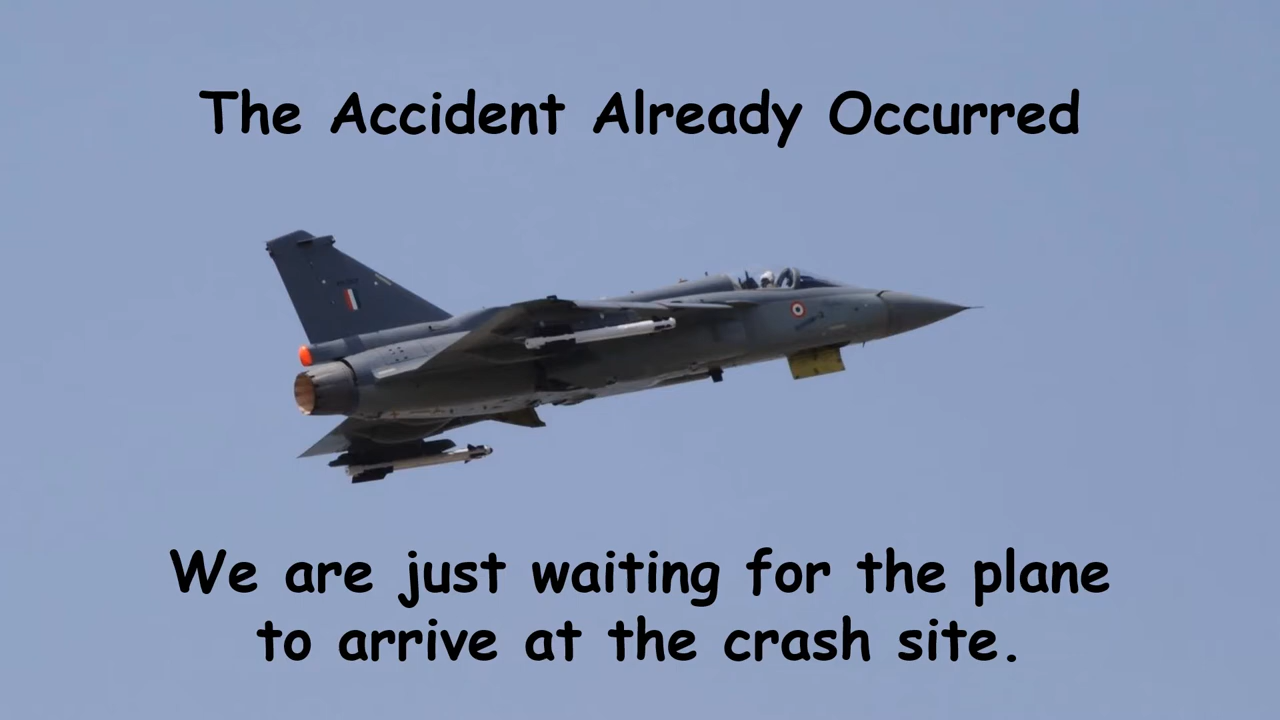 The Accident Already Occurred
We are just waiting for the plane
to arrive at the crash site.